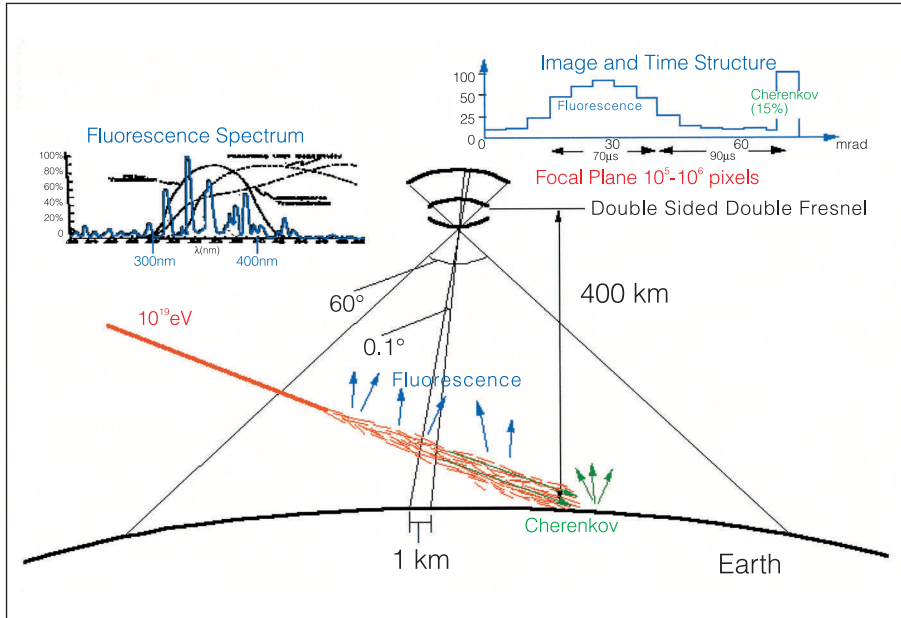 Image and Time Structure
100
50
25
0
Fluorescence
Cherenkov
(15%)
30
60
mrad
70µs
90µs
Fluorescence Spectrum
100%
80%
60%
40%
20%
0
λ(nm)
300nm
400nm
Focal Plane 10⁵-10⁶ pixels
Double Sided Double Fresnel
60°
400 km
10¹⁹eV
0.1°
Fluorescence
Cherenkov
1 km
Earth